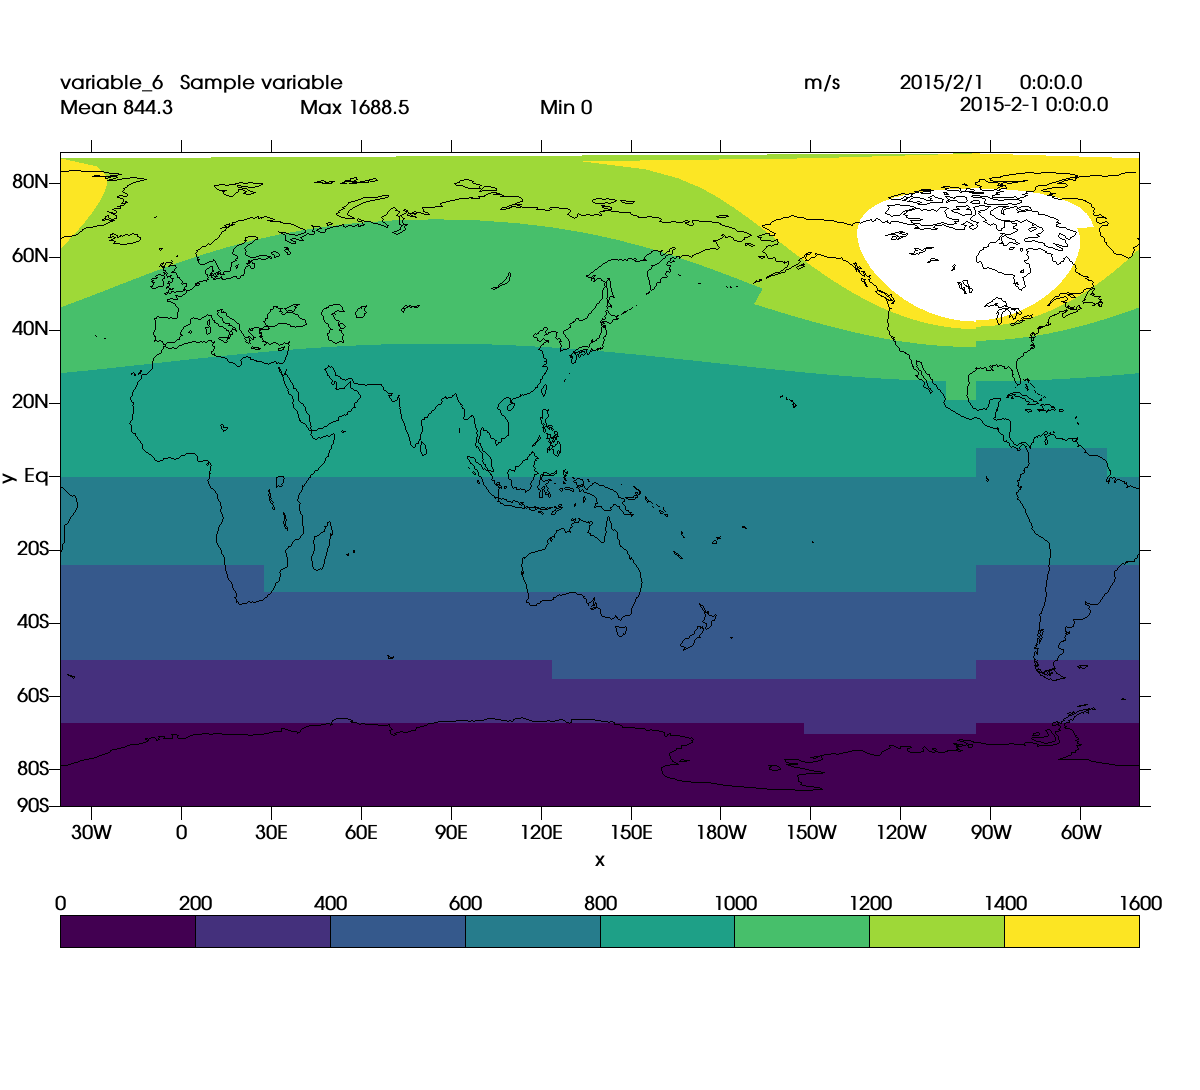 variable_6 Sample variable m/s 2015/2/1 0:0:0.0
Mean 844.3 Max 1688.5 Min 0 2015-2-1 0:0:0.0
80N
60N
40N
20N
y Eq
20S
40S
60S
80S
90S
30W 0 30E 60E 90E 120E 150E 180W 150W 120W 90W 60W
x
0 200 400 600 800 1000 1200 1400 1600